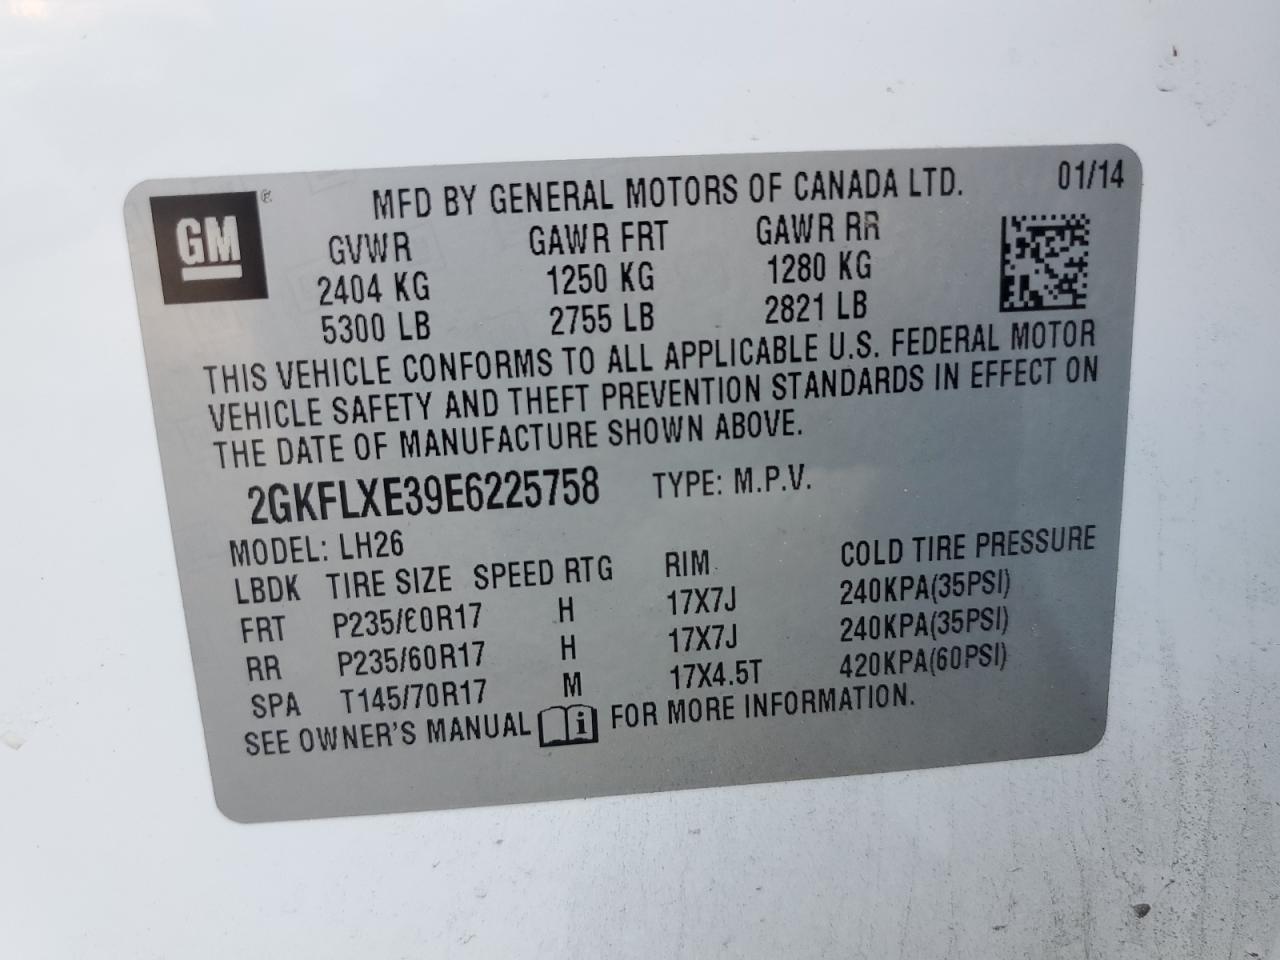 GM ®
MFD BY GENERAL MOTORS OF CANADA LTD. 01/14
GVWR GAWR FRT GAWR RR
2404 KG 1250 KG 1280 KG
5300 LB 2755 LB 2821 LB
THIS VEHICLE CONFORMS TO ALL APPLICABLE U.S. FEDERAL MOTOR
VEHICLE SAFETY AND THEFT PREVENTION STANDARDS IN EFFECT ON
THE DATE OF MANUFACTURE SHOWN ABOVE.
2GKFLXE39E6225758 TYPE: M.P.V.
MODEL: LH26
LBDK TIRE SIZE SPEED RTG RIM COLD TIRE PRESSURE
FRT P235/60R17 H 17X7J 240KPA(35PSI)
RR P235/60R17 H 17X7J 240KPA(35PSI)
SPA T145/70R17 M 17X4.5T 420KPA(60PSI)
SEE OWNER'S MANUAL i FOR MORE INFORMATION.